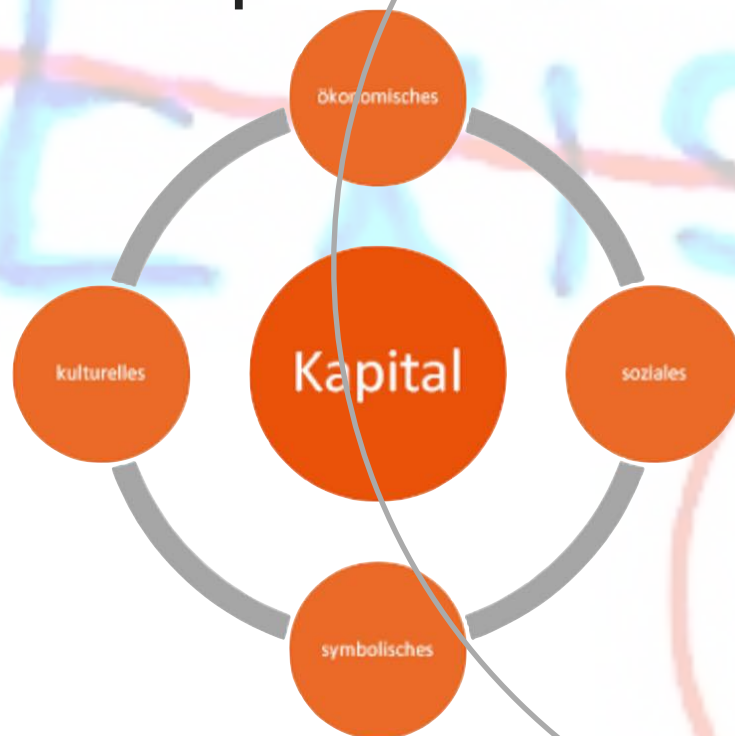 ökonomisches
kulturelles
Kapital
soziales
symbolisches